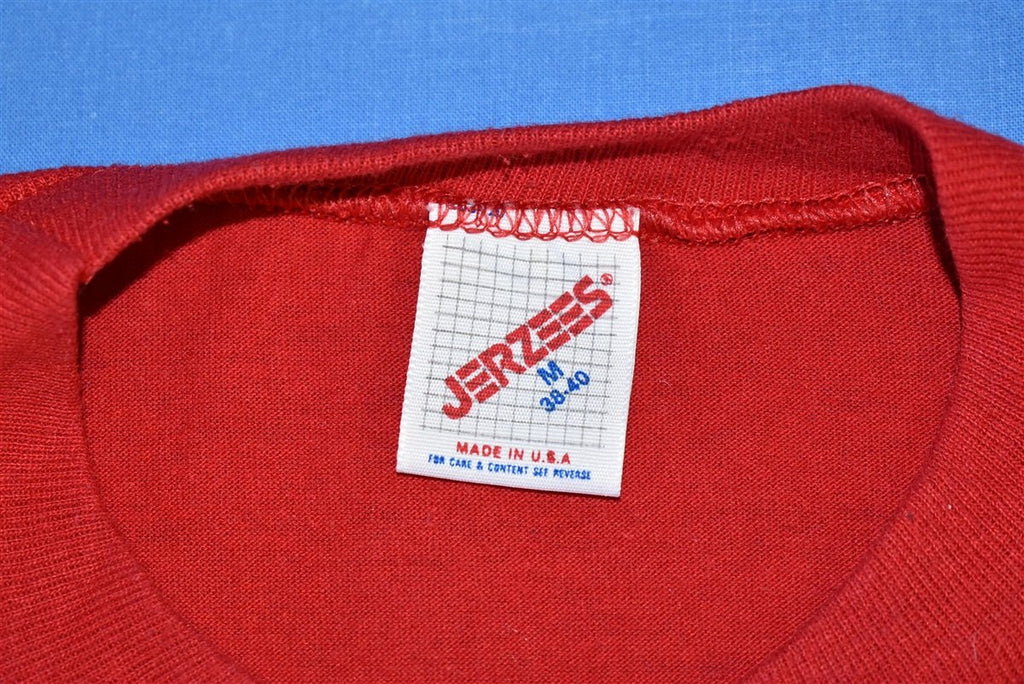 JERZEES®
M
38-40
MADE IN U.S.A
FOR CARE & CONTENT SEE REVERSE